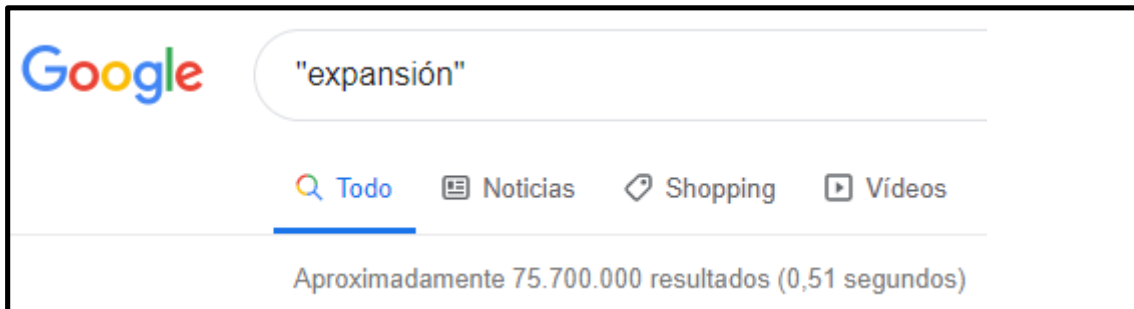 Google "expansión"
Todo Noticias Shopping Vídeos
Aproximadamente 75.700.000 resultados (0,51 segundos)